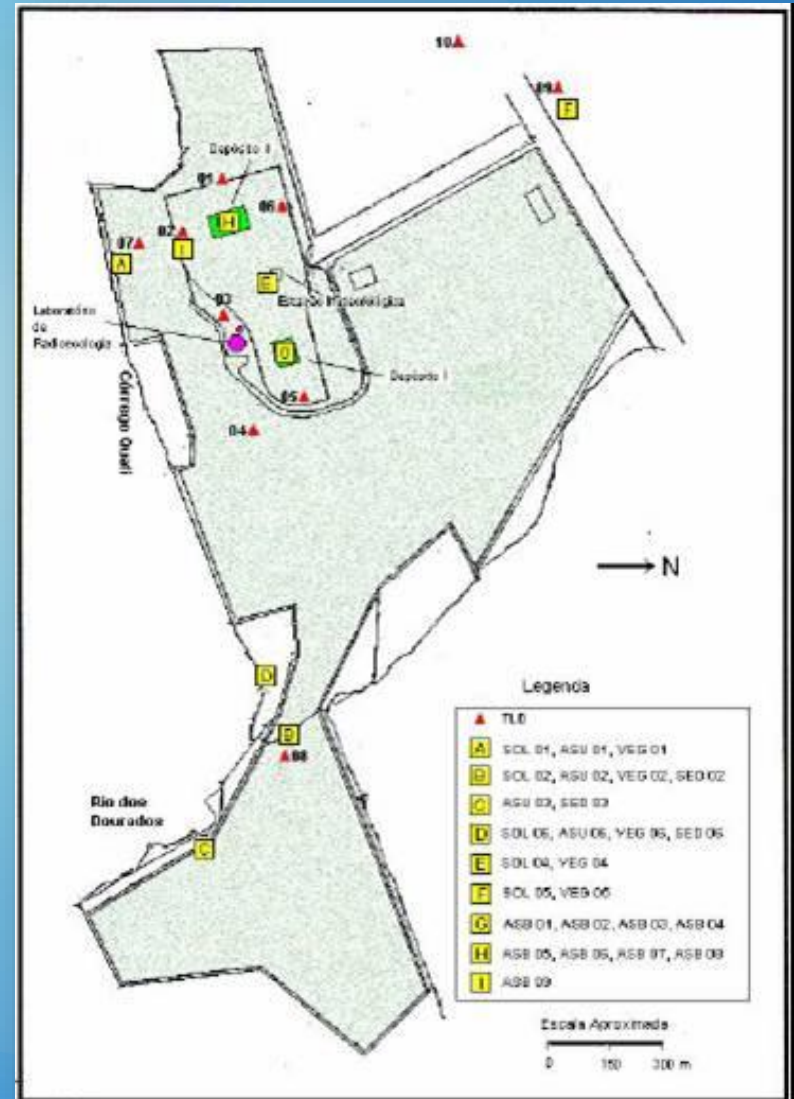 10
09
F
Depósito II
01
06
H
02
07
I
A
E
Estação Meteorológica
03
Laboratório
de
Radioecologia
Depósito I
05
04
Córrego Quati
N
D
B
08
Rio dos
Dourados
C
Legenda
TLD
A SOL 01, ASU 01, VEG 01
B SOL 02, ASU 02, VEG 02, SED 02
C ASU 03, SED 03
D SOL 06, ASU 06, VEG 06, SED 06
E SOL 04, VEG 04
F SOL 05, VEG 05
G ASB 01, ASB 02, ASB 03, ASB 04
H ASB 05, ASB 06, ASB 07, ASB 08
I ASB 09
Escala Aproximada
0 150 300 m